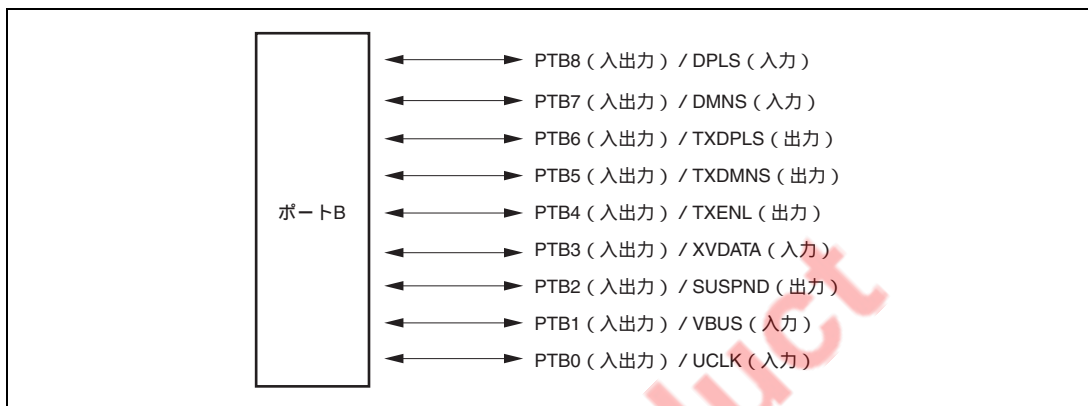 ポートB
PTB8（入出力）/ DPLS（入力）
PTB7（入出力）/ DMNS（入力）
PTB6（入出力）/ TXDPLS（出力）
PTB5（入出力）/ TXDMNS（出力）
PTB4（入出力）/ TXENL（出力）
PTB3（入出力）/ XVDATA（入力）
PTB2（入出力）/ SUSPND（出力）
PTB1（入出力）/ VBUS（入力）
PTB0（入出力）/ UCLK（入力）
uct